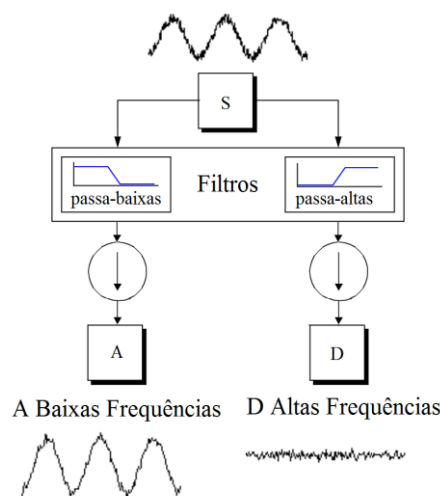 S
Filtros
passa-baixas
passa-altas
A
D
A Baixas Frequências
D Altas Frequências